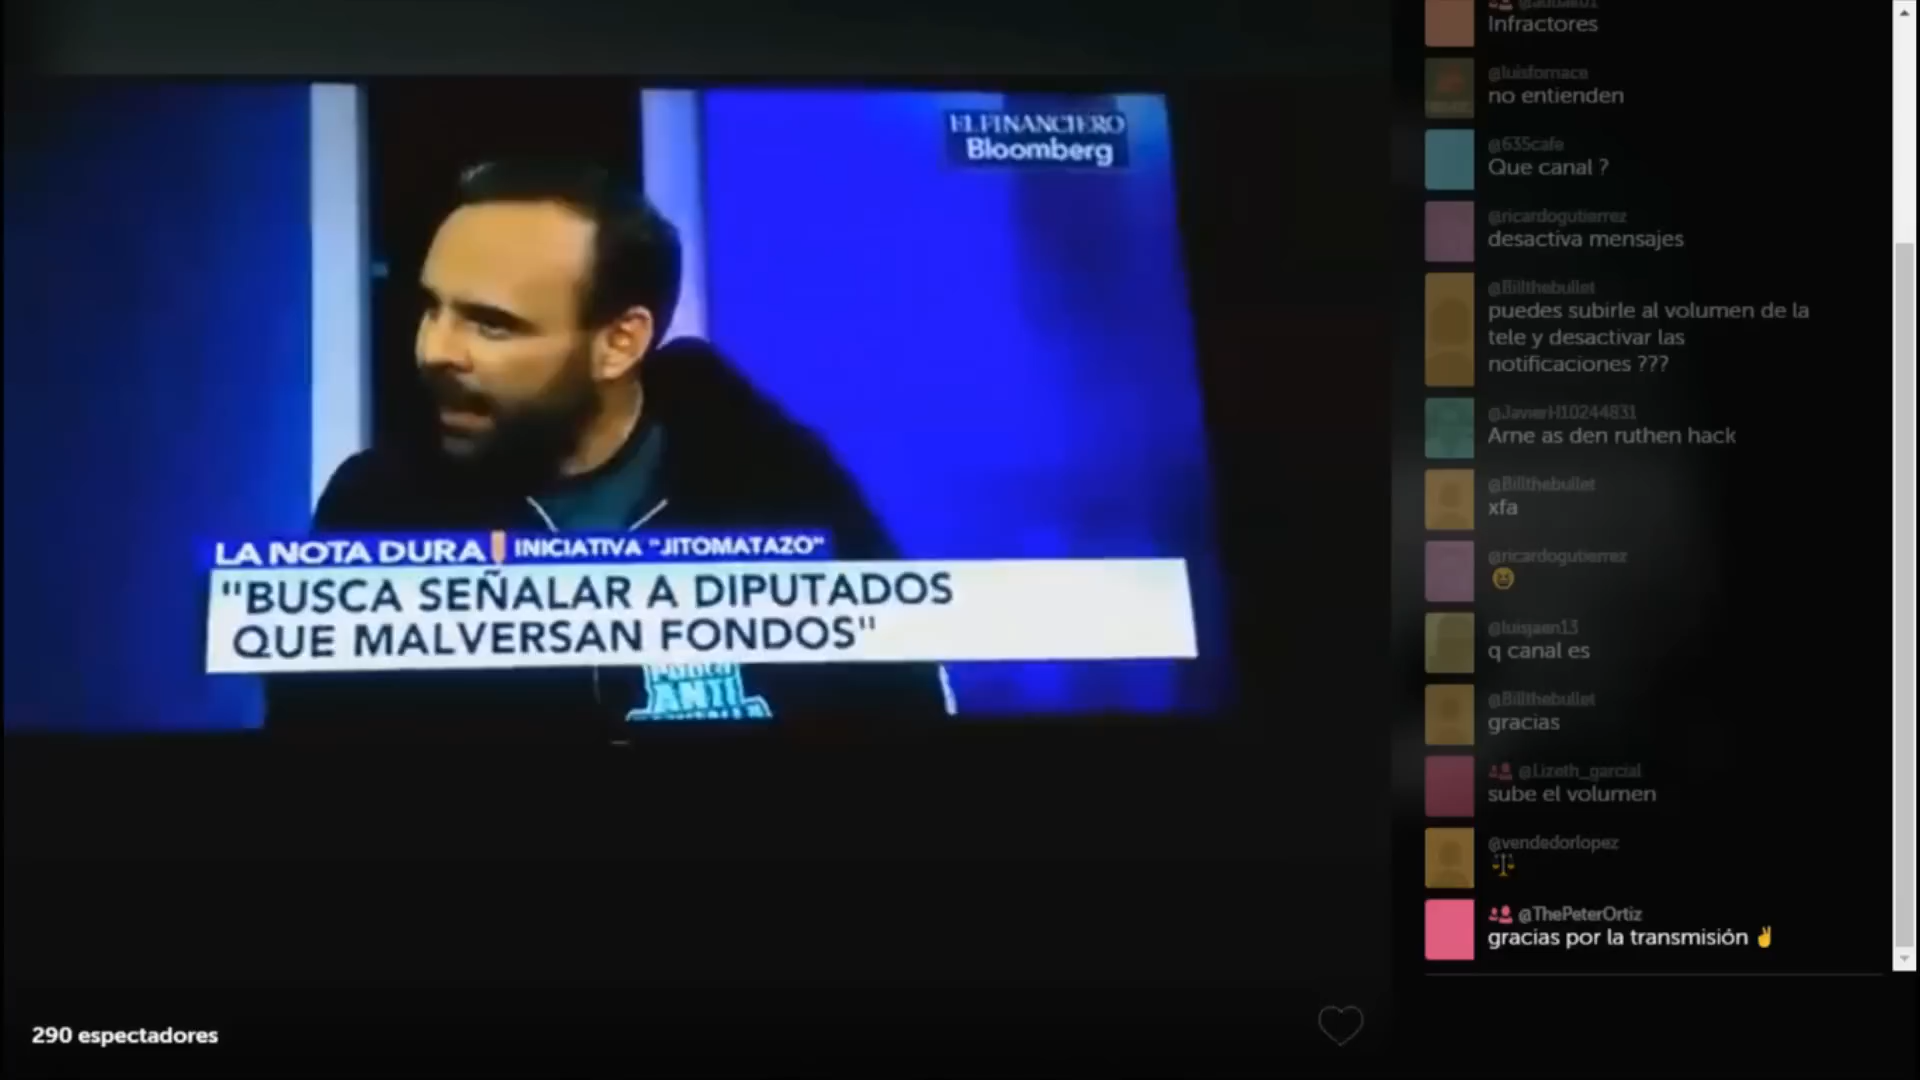 EL FINANCIERO
Bloomberg
LA NOTA DURA INICIATIVA "JITOMATAZO"
"BUSCA SEÑALAR A DIPUTADOS
QUE MALVERSAN FONDOS"
ANTI
290 espectadores
Infractores
@luisfornace
no entienden
@635cafe
Que canal ?
@ricardogutierrez
desactiva mensajes
@Billthebullet
puedes subirle al volumen de la
tele y desactivar las
notificaciones ???
@JavierH10244831
Arne as den ruthen hack
@Billthebullet
xfa
@ricardogutierrez
@luisjaen13
q canal es
@Billthebullet
gracias
@Lizeth_garcial
sube el volumen
@vendedorlopez
@ThePeterOrtiz
gracias por la transmisión